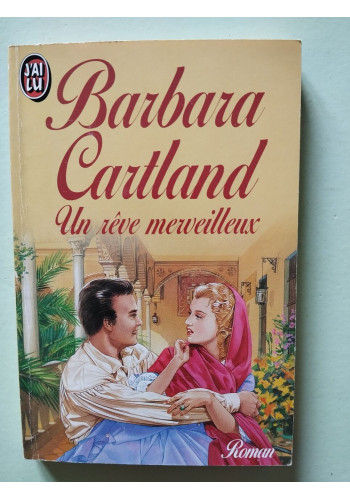 J'AI
LU
Barbara
Cartland
Un rêve merveilleux
Roman